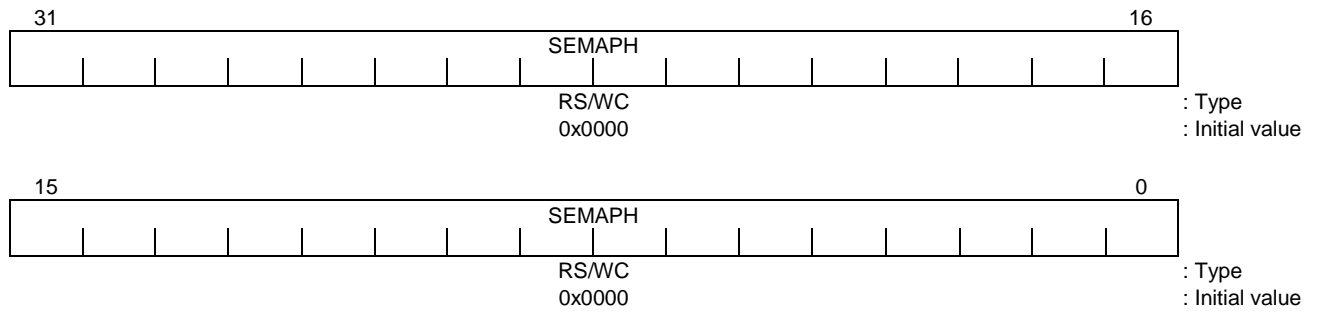 31 16
SEMAPH
RS/WC : Type
0x0000 : Initial value
15 0
SEMAPH
RS/WC : Type
0x0000 : Initial value